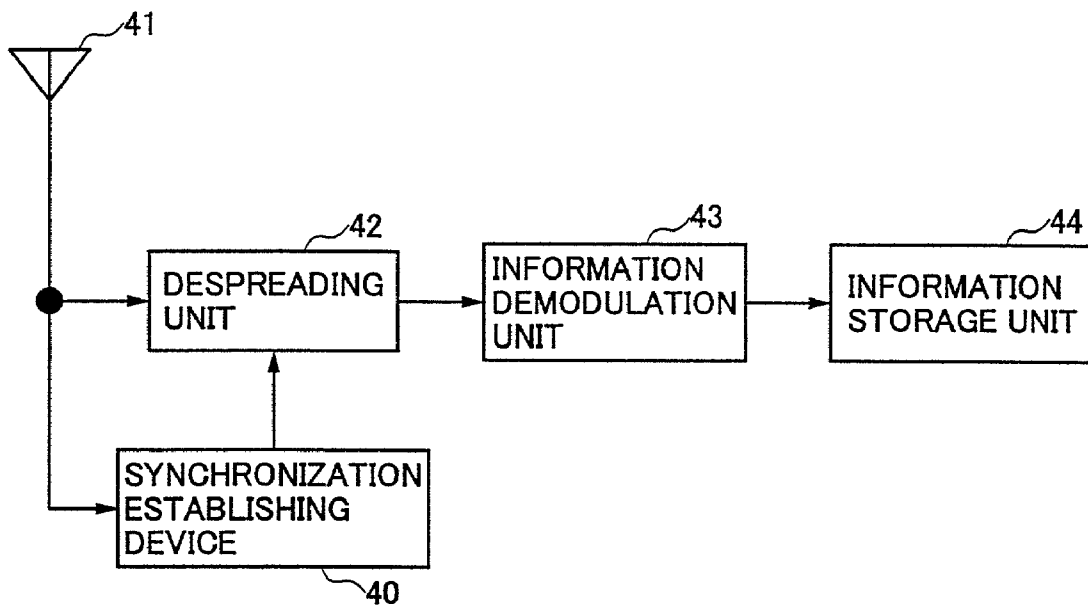 41
42
DESPREADING
UNIT
43
INFORMATION
DEMODULATION
UNIT
44
INFORMATION
STORAGE UNIT
SYNCHRONIZATION
ESTABLISHING
DEVICE
40